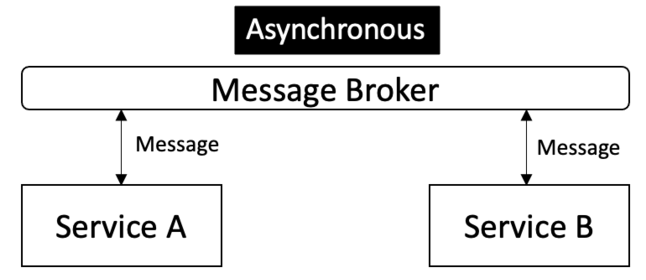 Asynchronous
Message Broker
Message
Message
Service A
Service B